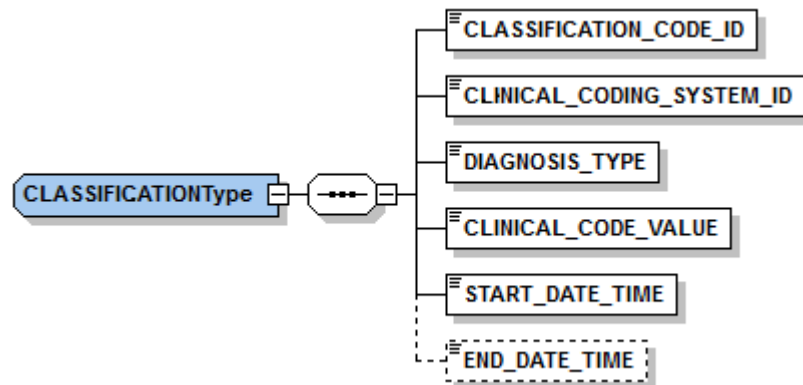 CLASSIFICATION_CODE_ID
CLINICAL_CODING_SYSTEM_ID
DIAGNOSIS_TYPE
CLASSIFICATIONType
CLINICAL_CODE_VALUE
START_DATE_TIME
END_DATE_TIME